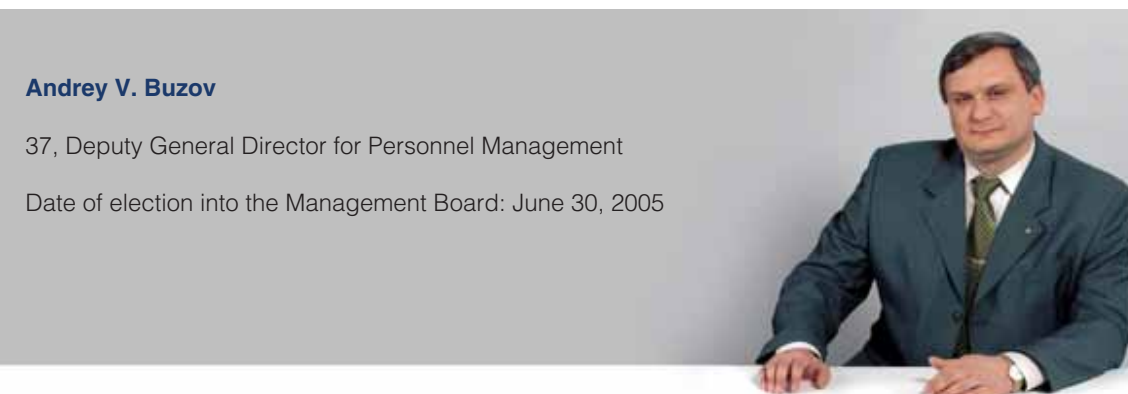 Andrey V. Buzov
37, Deputy General Director for Personnel Management
Date of election into the Management Board: June 30, 2005